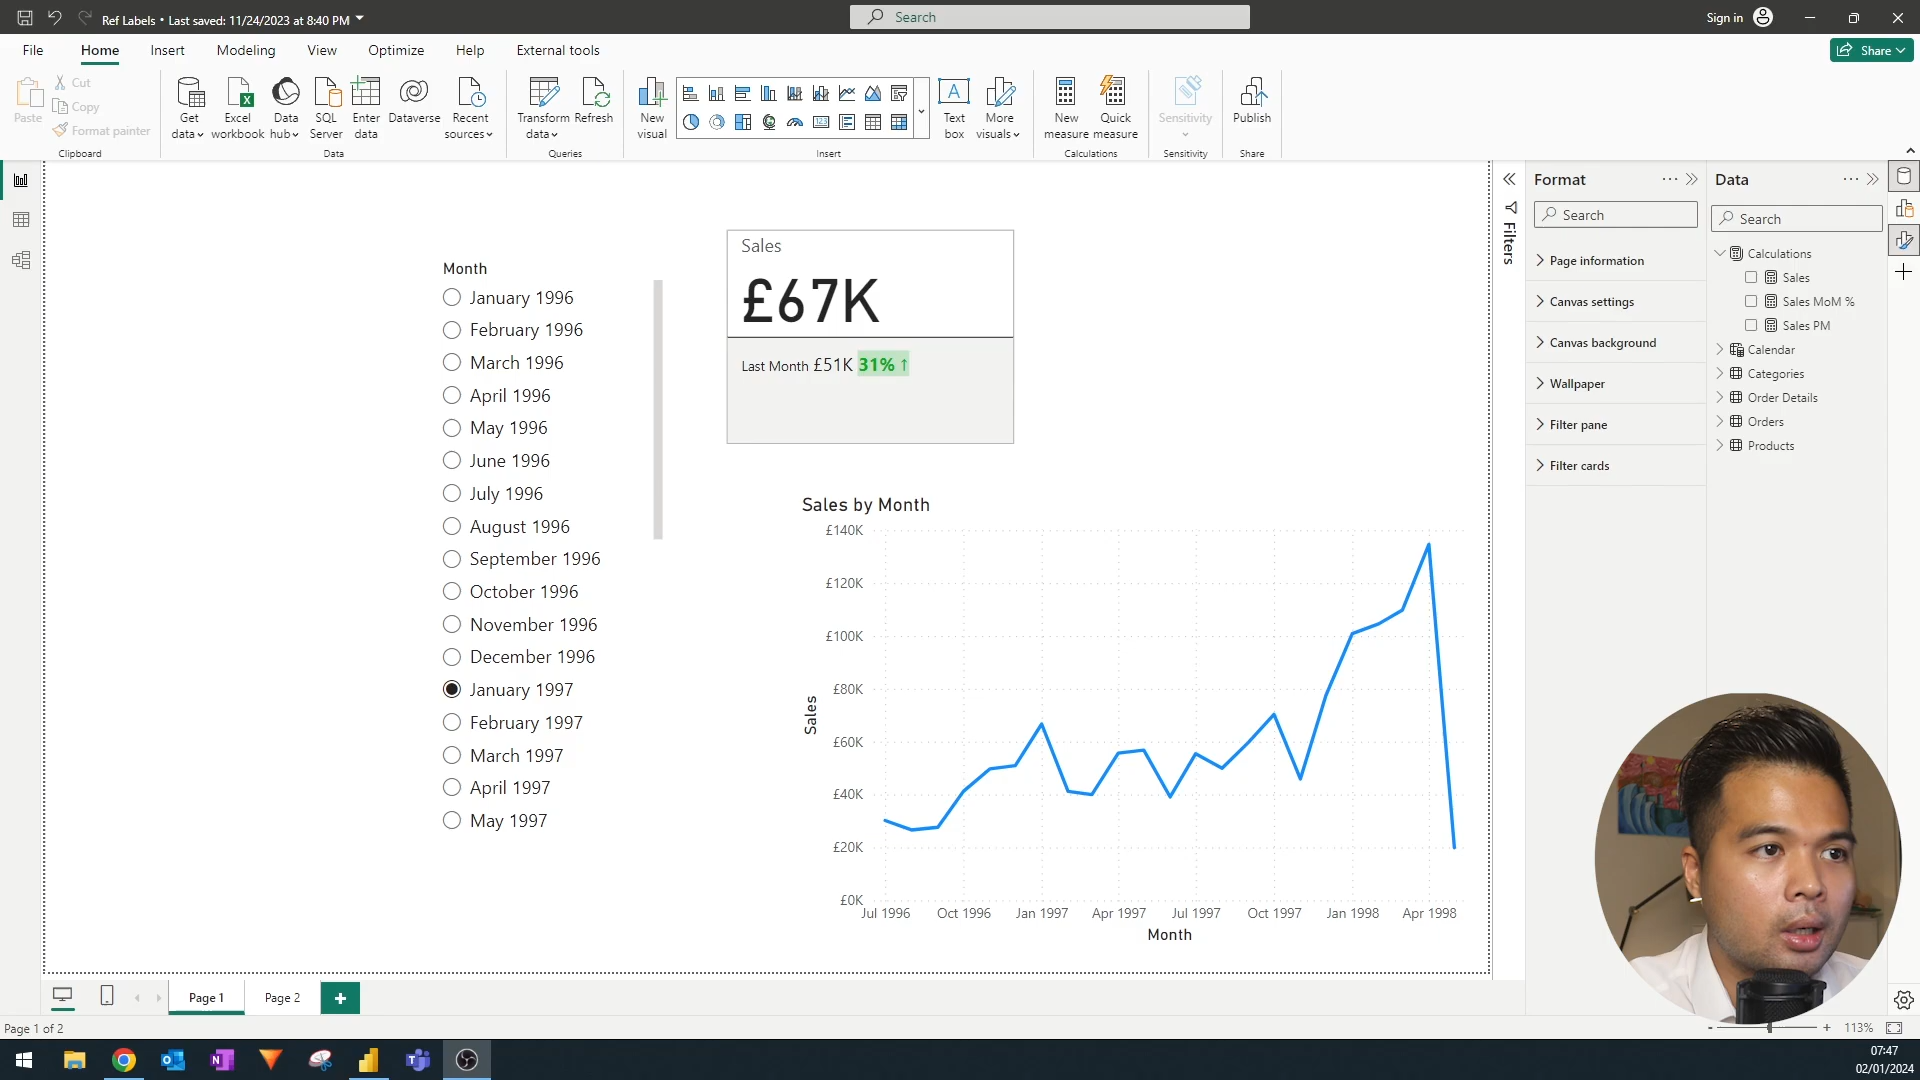 Ref Labels • Last saved: 11/24/2023 at 8:40 PM
Search
Sign in
File
Home
Insert
Modeling
View
Optimize
Help
External tools
Share
Paste
Cut
Copy
Format painter
Clipboard
Get data
Excel workbook
Data hub
SQL Server
Enter data
Dataverse
Recent sources
Data
Transform data
Refresh
Queries
New visual
Text box
More visuals
Insert
New measure
Quick measure
Calculations
Sensitivity
Sensitivity
Publish
Share
Month
January 1996
February 1996
March 1996
April 1996
May 1996
June 1996
July 1996
August 1996
September 1996
October 1996
November 1996
December 1996
January 1997
February 1997
March 1997
April 1997
May 1997
Sales
£67K
Last Month £51K 31% ↑
Sales by Month
£140K
£120K
£100K
£80K
£60K
£40K
£20K
£0K
Sales
Jul 1996
Oct 1996
Jan 1997
Apr 1997
Jul 1997
Oct 1997
Jan 1998
Apr 1998
Month
Filters
Format
Search
Page information
Canvas settings
Canvas background
Wallpaper
Filter pane
Filter cards
Data
Search
Calculations
Sales
Sales MoM %
Sales PM
Calendar
Categories
Order Details
Orders
Products
Page 1
Page 2
Page 1 of 2
113%
07:47
02/01/2024